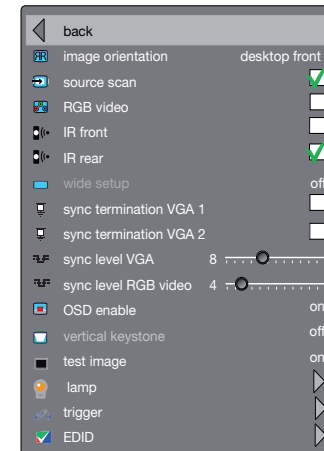 back
image orientation desktop front
source scan
RGB video
IR front
IR rear
wide setup off
sync termination VGA 1
sync termination VGA 2
sync level VGA 8
sync level RGB video 4
OSD enable on
vertical keystone off
test image on
lamp
trigger
EDID